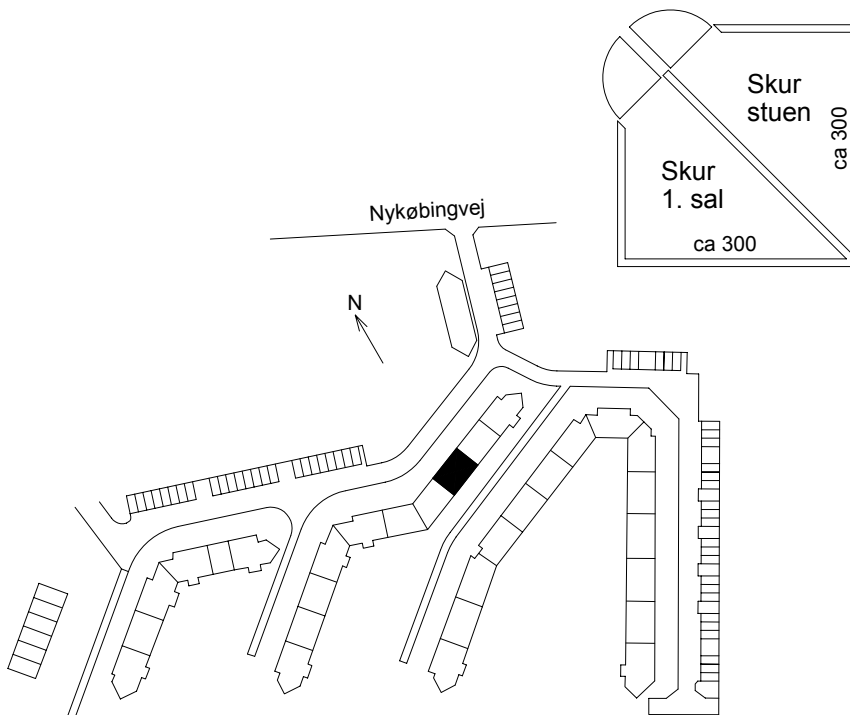 Skur
stuen
ca 300
Skur
1. sal
ca 300
Nykøbingvej
N